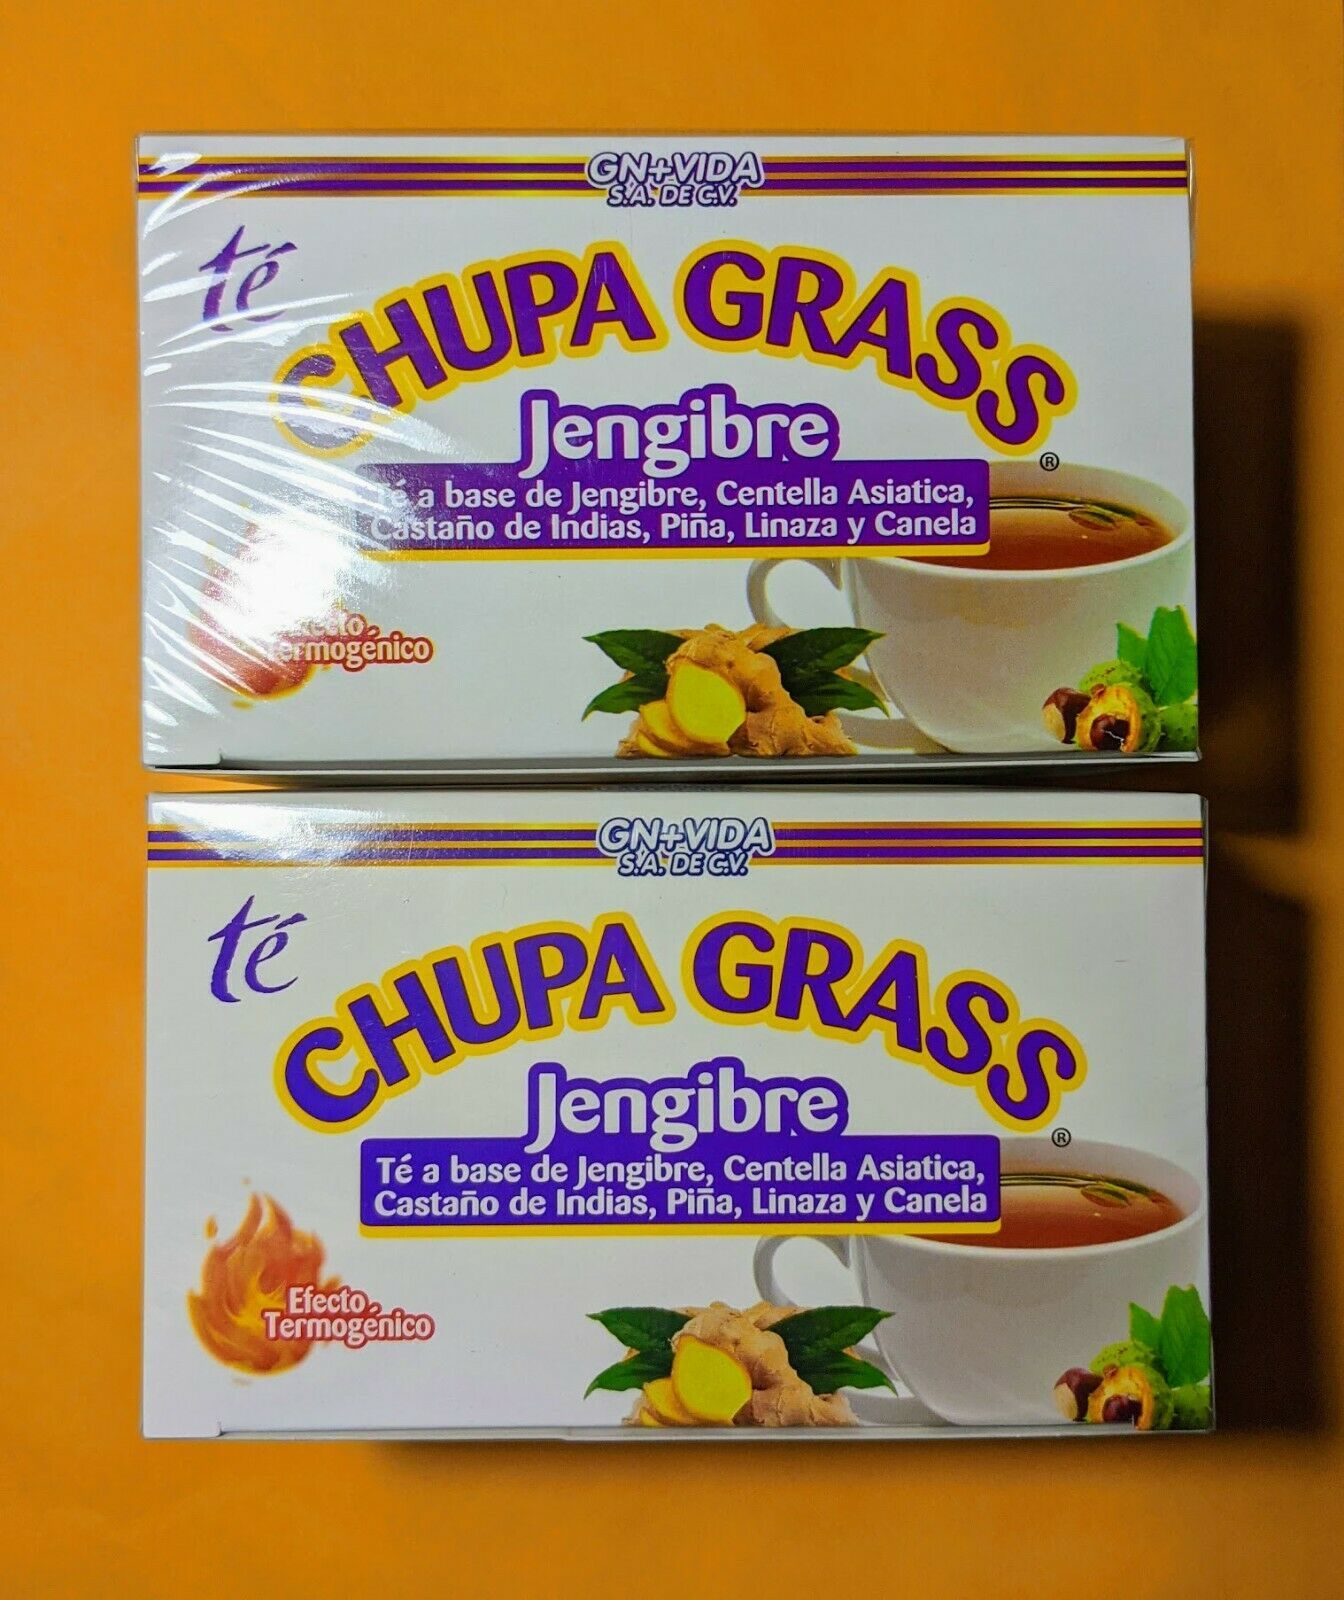 GN+VIDA
S.A. DE C.V.
té
CHUPA GRASS
Jengibre
®
Té a base de Jengibre, Centella Asiatica,
Castaño de Indias, Piña, Linaza y Canela
Efecto
Termogénico
GN+VIDA
S.A. DE C.V.
té
CHUPA GRASS
Jengibre
®
Té a base de Jengibre, Centella Asiatica,
Castaño de Indias, Piña, Linaza y Canela
Efecto
Termogénico